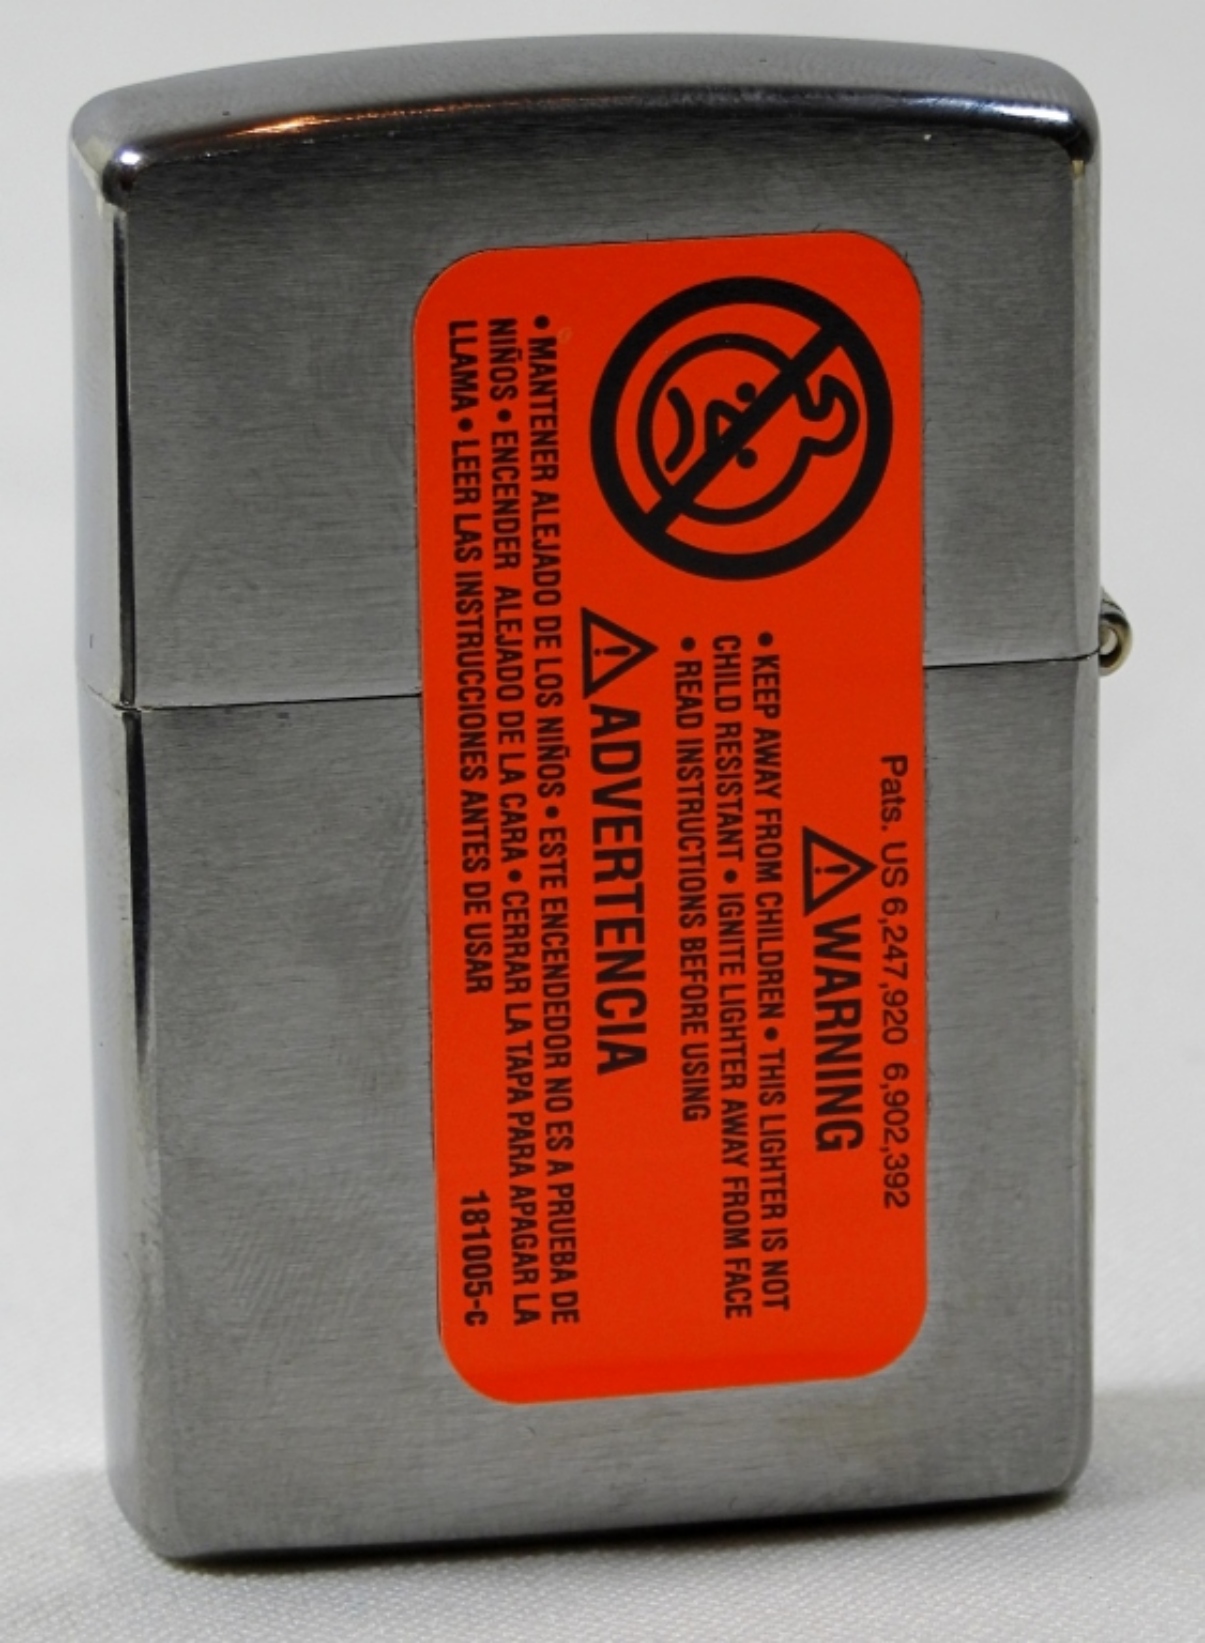 Pats. US 6,247,920 6,902,392
WARNING
• KEEP AWAY FROM CHILDREN • THIS LIGHTER IS NOT
CHILD RESISTANT • IGNITE LIGHTER AWAY FROM FACE
• READ INSTRUCTIONS BEFORE USING
ADVERTENCIA
• MANTENER ALEJADO DE LOS NIÑOS • ESTE ENCENDEDOR NO ES A PRUEBA DE
NIÑOS • ENCENDER ALEJADO DE LA CARA • CERRAR LA TAPA PARA APAGAR LA
LLAMA • LEER LAS INSTRUCCIONES ANTES DE USAR 181005-c